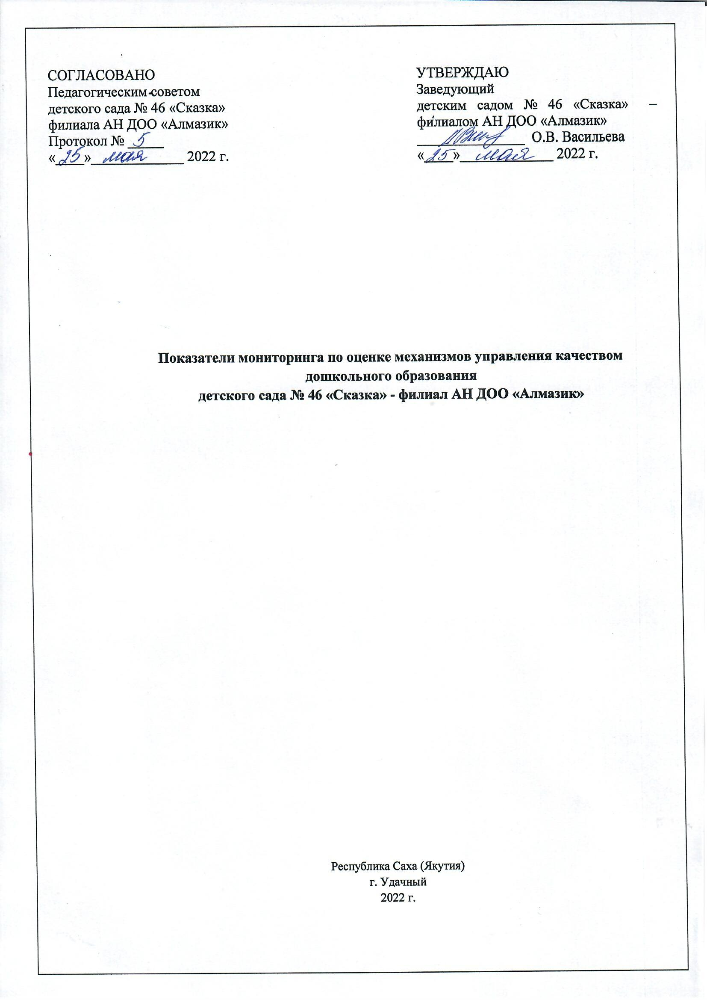 СОГЛАСОВАНО
Педагогическим советом
детского сада № 46 «Сказка»
филиала АН ДОО «Алмазик»
Протокол № 5
«25» мая 2022 г.
УТВЕРЖДАЮ
Заведующий
детским садом № 46 «Сказка» –
филиалом АН ДОО «Алмазик»
О.В. Васильева
«25» мая 2022 г.
Показатели мониторинга по оценке механизмов управления качеством
дошкольного образования
детского сада № 46 «Сказка» - филиал АН ДОО «Алмазик»
Республика Саха (Якутия)
г. Удачный
2022 г.